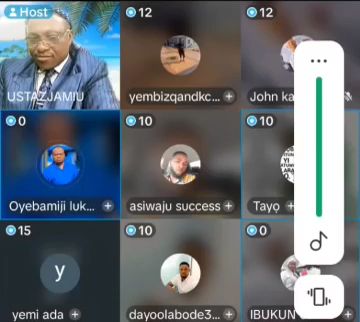 Host
12
12
USTAZJAMIU
yembizqandkc...
John ka
0
10
10
Oyebamiji luk...
asiwaju success
Tayo
15
10
0
y
yemi ada
dayoolabode3...
IBUKUN